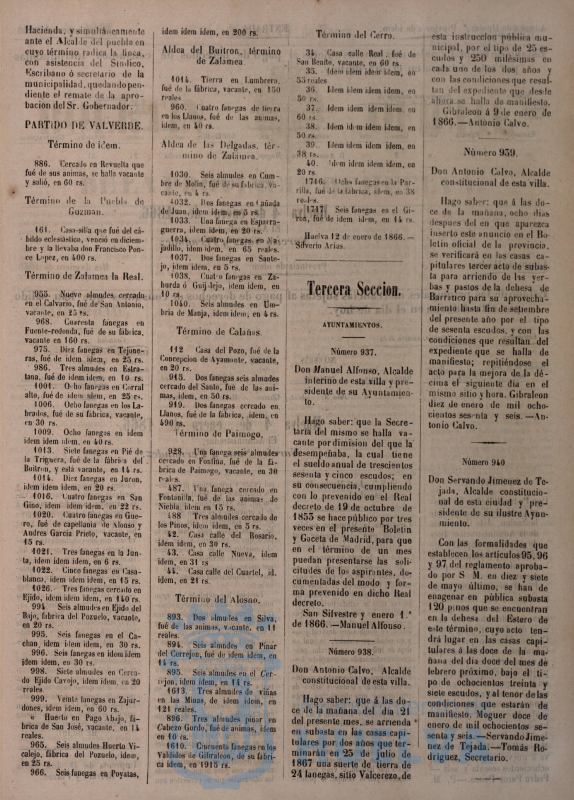 Hacienda, y simultáneamente
ante el Alcalde del pueblo en
cuyo término radica la finca,
con asistencia del Síndico,
Escribano ó secretario de la
municipalidad, quedando pen-
diente el remate de la apro-
bacion del Sr. Gobernador.
PARTIDO DE VALVERDE.
Término de idem.
886. Cercado en Revuelta que
fué de sus animas, se halla vacante
y salió, en 60 rs.
Término de la Puebla de
Guzman.
461. Casa-silla que fué del ca-
bildo eclesiástico, venció en diciem-
bre y la llevaba don Francisco Pon-
ce Lopez, en 400 rs.
Término de Zalamea la Real.
955. Nueve almudes cercado
en el Calvario, fué de San Antonio,
vacante, en 25 rs.
968. Cuarenta fanegas en
Fuente-redonda, fué de su fábrica,
vacante en 160 rs.
975. Diez fanegas en Tejone-
ras, fué de idem idem, en 25 rs.
986. Tres almudes en Estra-
tana, fué de idem idem, en 10 rs.
1001. Ocho fanegas en Corral
alto, fué de idem idem, en 25 rs.
1006. Ocho fanegas en los La-
brados, fué de su fábrica, vacante,
en 30 rs.
1009. Ocho fanegas en idem
idem idem idem, en 40 rs.
1013. Siete fanegas en Pié de
la Triguera, fué de la fábrica del
Boitron, y está vacante, en 14 rs.
1014. Diez fanegas en Jaron,
idem idem idem, en 20 rs.
1016. Cuatro fanegas en San
Gino, idem idem idem, en 22 rs.
1020. Cuatro fanegas en Gue-
ro, fué de capellania de Alonso y
Andres Garcia Prieto, vacante, en
15 rs.
1021. Tres fanegas en la Jun-
ta, idem idem idem, en 6 rs.
1022. Cinco fanegas en Casa-
blanca, idem idem idem, en 15 rs.
1026. Tres fanegas cercado en
Ejido, idem idem idem, en 140 rs.
994 Seis almudes en Ejido del
Bajo, fábrica del Pozuelo, vacante,
en 20 rs.
995. Seis fanegas en el Ca-
chan, idem idem idem, en 30 rs.
996. Seis fanegas en idem idem
idem idem, en 30 rs.
998. Siete almudes en Cerca-
do Ejido Cavojo, idem idem, en 20
reales
999. Veinte fanegas en Zajar-
dones, idem idem, en 60 rs.
« Huerto en Pago Abajo, fá-
brica de San José, vacante, en 14
reales.
965. Seis almudes Huerto Vi-
calejo, fábrica del Pozuelo, idem,
en 25 rs.
966. Seis fanegas en Poyatas,
idem idem idem, en 200 rs.
Aldea del Buitron, término
de Zalamea
1014. Tierra en Lumbrero,
fué de la fábrica, vacante, en 150
reales
960. Cuatro fanegas de tierra
en los Llanos, fué de las animas,
idem, en 40 rs.
Aldea de las Delgadas, tér-
mino de Zalamea.
1030. Seis almudes en Cum-
bre de Molin, fué de su fabrica, va-
cante, en 4 rs.
1032. Dos fanegas en Cañada
del Jaun, idem idem, en 5 rs.
1033. Una fanega en Esparra-
guerra, idem idem, en 20 rs.
1034. Cuatro fanegas en Na-
jadillo, idem idem, en 65 reales.
1037. Dos fanegas en Sante-
jo, idem idem, en 5 rs.
1038. Cuatro fanegas en Za-
hurda ó Guijilejo, idem idem, en
10 rs.
1040. Seis almudes en Um-
bria de Manja, idem idem, en 4 rs.
Término de Calañas.
112 Casa del Pozo, fué de la
Concepcion de Ayamonte, vacante,
en 20 rs.
915. Dos fanegas seis almudes
cercado del Santo, fué de las ani-
mas, idem, en 50 rs.
919. Dos fanegas cercado en
Llanos, fué de la fábrica, idem, en
490 rs.
Término de Paimogo.
928. Una fanega seis almudes
cercado en Fontina, fué de la fá-
brica de Paimogo, vacante, en 30
reales.
487. Una fanega cercado en
Fontanilla, fué de las animas de
Niebla, idem en 15 rs.
488 Tres almudes cercado de
los Pinos, idem idem, en 5 rs.
42. Casa calle del Rosario,
idem idem, en 30 rs.
43. Casa calle Nueva, idem
idem, en 31 rs.
44 Casa calle del Cuartel, id.
idem, en 21 rs.
Término del Alosno.
893. Dos almudes en Silva,
fué de las animas, vacante, en 11
reales.
894. Seis almudes en Pinar
del Correjon, fué de idem idem, en
14 rs.
895. Seis almudes en el Cer-
rejon, idem idem, en 14 rs.
1613. Tres almudes de viñas
en las Minas, de idem idem, en
121 reales.
896. Tres almudes pinar en
Cabezo Gordo, fué de animas, idem
en 10 rs.
1610. Cincuenta fanegas en los
Valdidos de Gibraleon, de su fabri-
ca, idem, en 1915 rs.
Término del Cerro.
34. Casa calle Real, fué de
San Benito, vacante, en 60 rs.
35. Idem idem idem idem, en
53 reales
36. Idem idem idem idem, en
50 rs.
37. Idem idem idem idem, en
60 rs.
38. Idem idem idem idem, en
50 rs.
39. Idem idem idem idem, en
38 rs.
40. Idem idem idem idem, en
20 rs.
1716. Ocho fanegas en la Par-
rilla, fué de la fabrica, idem, en 38
reales.
1717. Seis fanegas en el Gi-
ron, fué de idem idem, en 14 rs.
Huelva 12 de enero de 1866.—
Silverio Arias.
Tercera Seccion.
AYUNTAMIENTOS.
Número 937.
Don Manuel Alfonso, Alcalde
interino de esta villa y pre-
sidente de su Ayuntamien-
to.
Hago saber: que la Secre-
taría del mismo se halla va-
cante por dimision del que la
desempeñaba, la cual tiene
el sueldo anual de trescientos
sesenta y cinco escudos; en
su consecuencia, cumpliendo
con lo prevenido en el Real
decreto de 19 de octubre de
1853 se hace público por tres
veces en el presente Boletin
y Gaceta de Madrid, para que
en el término de un mes
puedan presentarse las soli-
citudes de los aspirantes, do-
cumentadas del modo y for-
ma prevenido en dicho Real
decreto.
San Silvestre y enero 1.º
de 1866.—Manuel Alfonso.
Número 938.
Don Antonio Calvo, Alcalde
constitucional de esta villa.
Hago saber: que á las do-
ce de la mañana del dia 21
del presente mes, se arrienda
en subasta en las casas capi-
tulares por dos años que ter-
minarán en 25 de julio de
1867 una suerte de tierra de
24 fanegas, sitio Valcerezo, de
esta instruccion pública mu-
nicipal, por el tipo de 25 es-
cudos y 250 milésimas en
cada uno de los dos años y
con las condiciones que resul-
tan del expediente que desde
ahora se halla de manifiesto.
Gibraleon á 9 de enero de
1866.—Antonio Calvo.
Número 939.
Don Antonio Calvo, Alcalde
constitucional de esta villa.
Hago saber: que á las do-
ce de la mañana, ocho dias
despues del en que aparezca
inserto este anuncio en el Bo-
letin oficial de la provincia,
se verificará en las casas ca-
pitulares tercer acto de subas-
ta para arriendo de las yer-
bas y pastos de la dehesa de
Barranco para su aprovecha-
miento hasta fin de setiembre
del presente año por el tipo
de sesenta escudos, y con las
condiciones que resultan del
expediente que se halla de
manifiesto; repitiéndose el
acto para la mejora de la dé-
cima el siguiente dia en el
mismo sitio y hora. Gibraleon
diez de enero de mil ocho-
cientos sesenta y seis.—An-
tonio Calvo.
Número 940
Don Servando Jimenez de Te-
jada, Alcalde constitucio-
nal de esta ciudad y pre-
sidente de su ilustre Ayun-
tamiento.
Con las formalidades que
establecen los artículos 95, 96
y 97 del reglamento aproba-
do por S M. en diez y siete
de mayo último, se han de
enagenar en pública subasta
120 pinos que se encuentran
en la dehesa del Estero de
este término, cuyo acto ten-
drá lugar en las casas capi-
tulares á las doce de la ma-
ñana del dia doce del mes de
febrero próximo, bajo el ti-
po de ochocientas treinta y
siete escudos, y al tenor de las
condiciones que estarán de
manifiesto. Moguer doce de
enero de mil ochocientos se-
senta y seis.—Servando Jime-
nez de Tejada.—Tomás Ro-
driguez, Secretario.